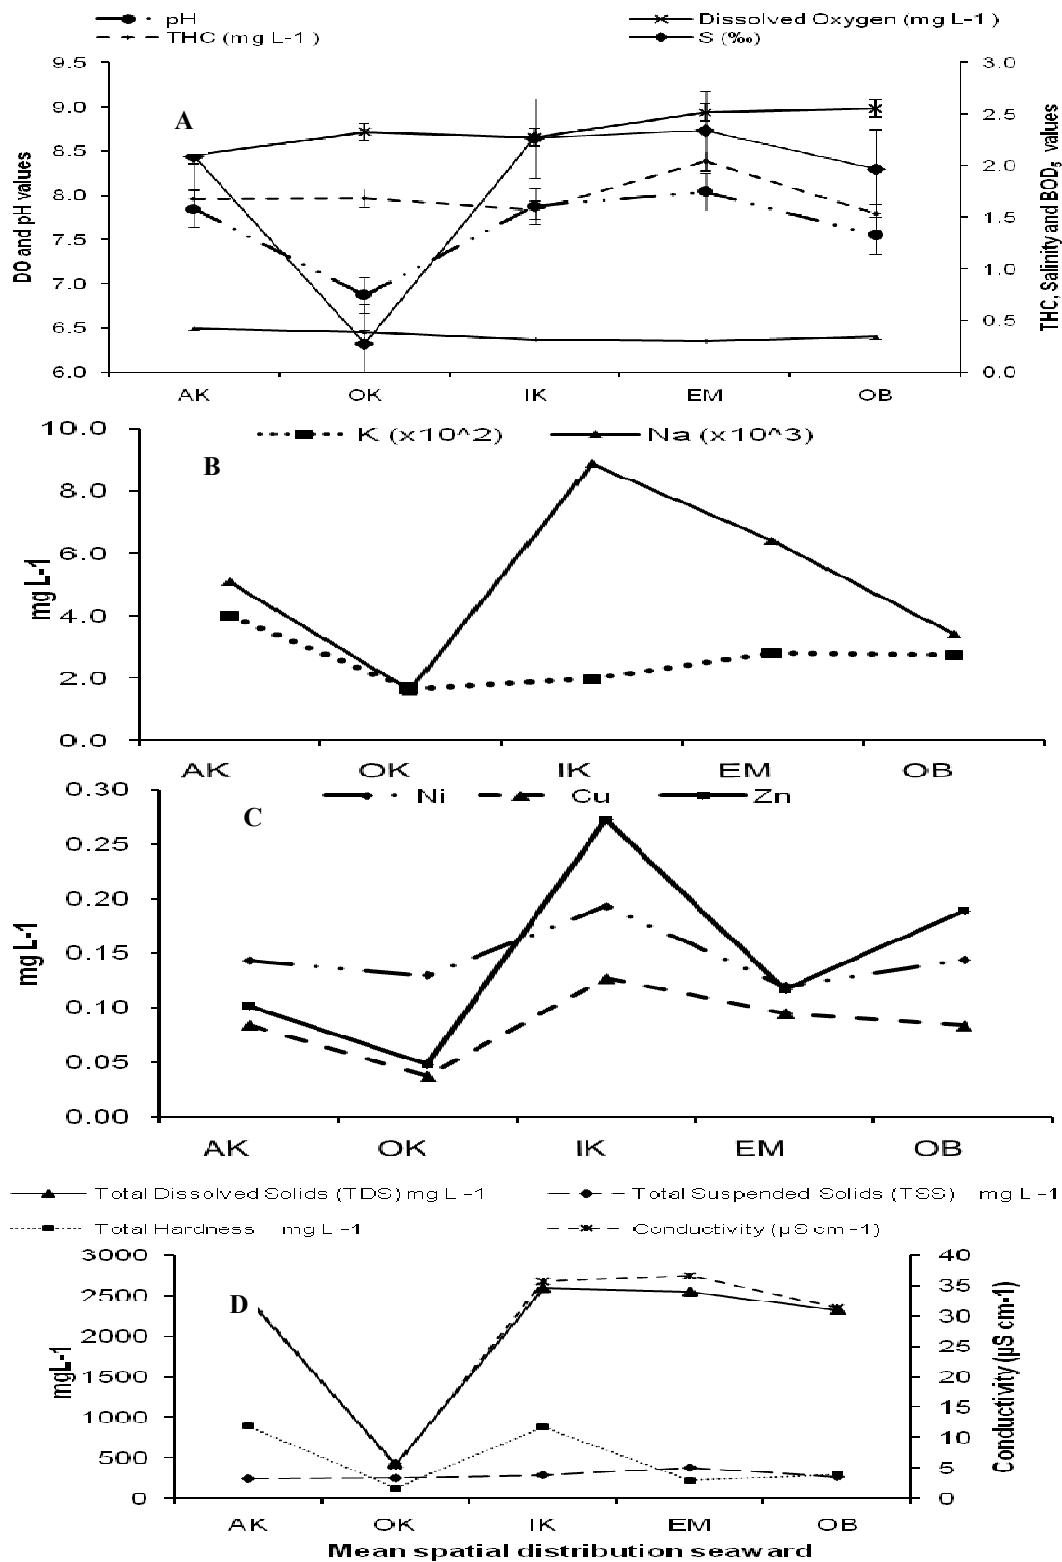 pH
Dissolved Oxygen (mg L-1 )
THC (mg L-1 )
S (‰)
9.5
9.0
8.5
8.0
7.5
7.0
6.5
6.0
3.0
2.5
2.0
1.5
1.0
0.5
0.0
A
DO and pH values
THC, Salinity and BOD5 values
AK OK IK EM OB
K (x10^2)
Na (x10^3)
10.0
8.0
6.0
4.0
2.0
0.0
B
mg L-1
AK OK IK EM OB
Ni
Cu
Zn
0.30
0.25
0.20
0.15
0.10
0.05
0.00
C
mg L-1
AK OK IK EM OB
Total Dissolved Solids (TDS) mg L -1
Total Suspended Solids (TSS) mg L -1
Total Hardness mg L -1
Conductivity (µS cm -1)
3000
2500
2000
1500
1000
500
0
40
35
30
25
20
15
10
5
0
D
mgL-1
Conductivity (µS cm-1)
AK OK IK EM OB
Mean spatial distribution seaward